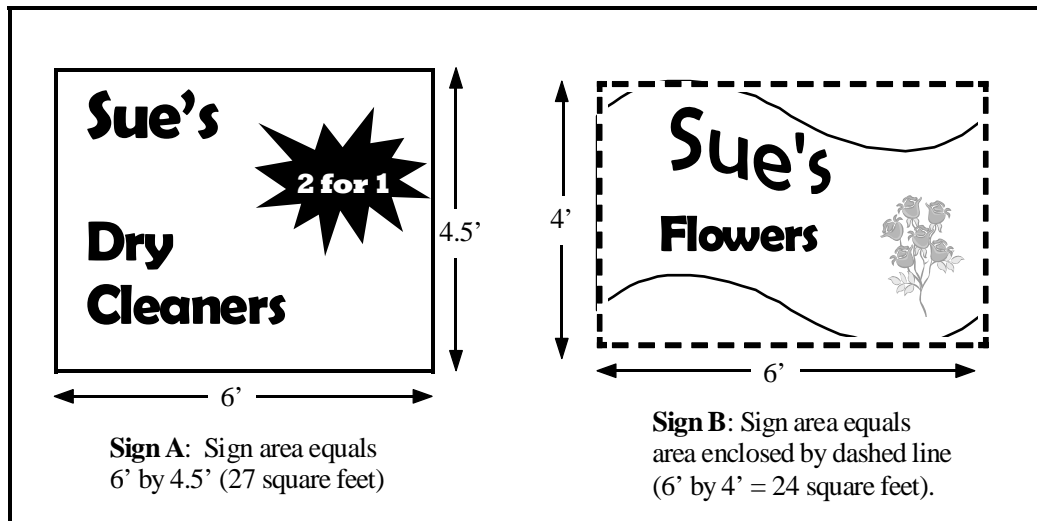 Sue's
2 for 1
Dry
Cleaners
4.5’
6’
Sign A: Sign area equals
6’ by 4.5’ (27 square feet)
Sue's
Flowers
4’
6’
Sign B: Sign area equals
area enclosed by dashed line
(6’ by 4’ = 24 square feet).